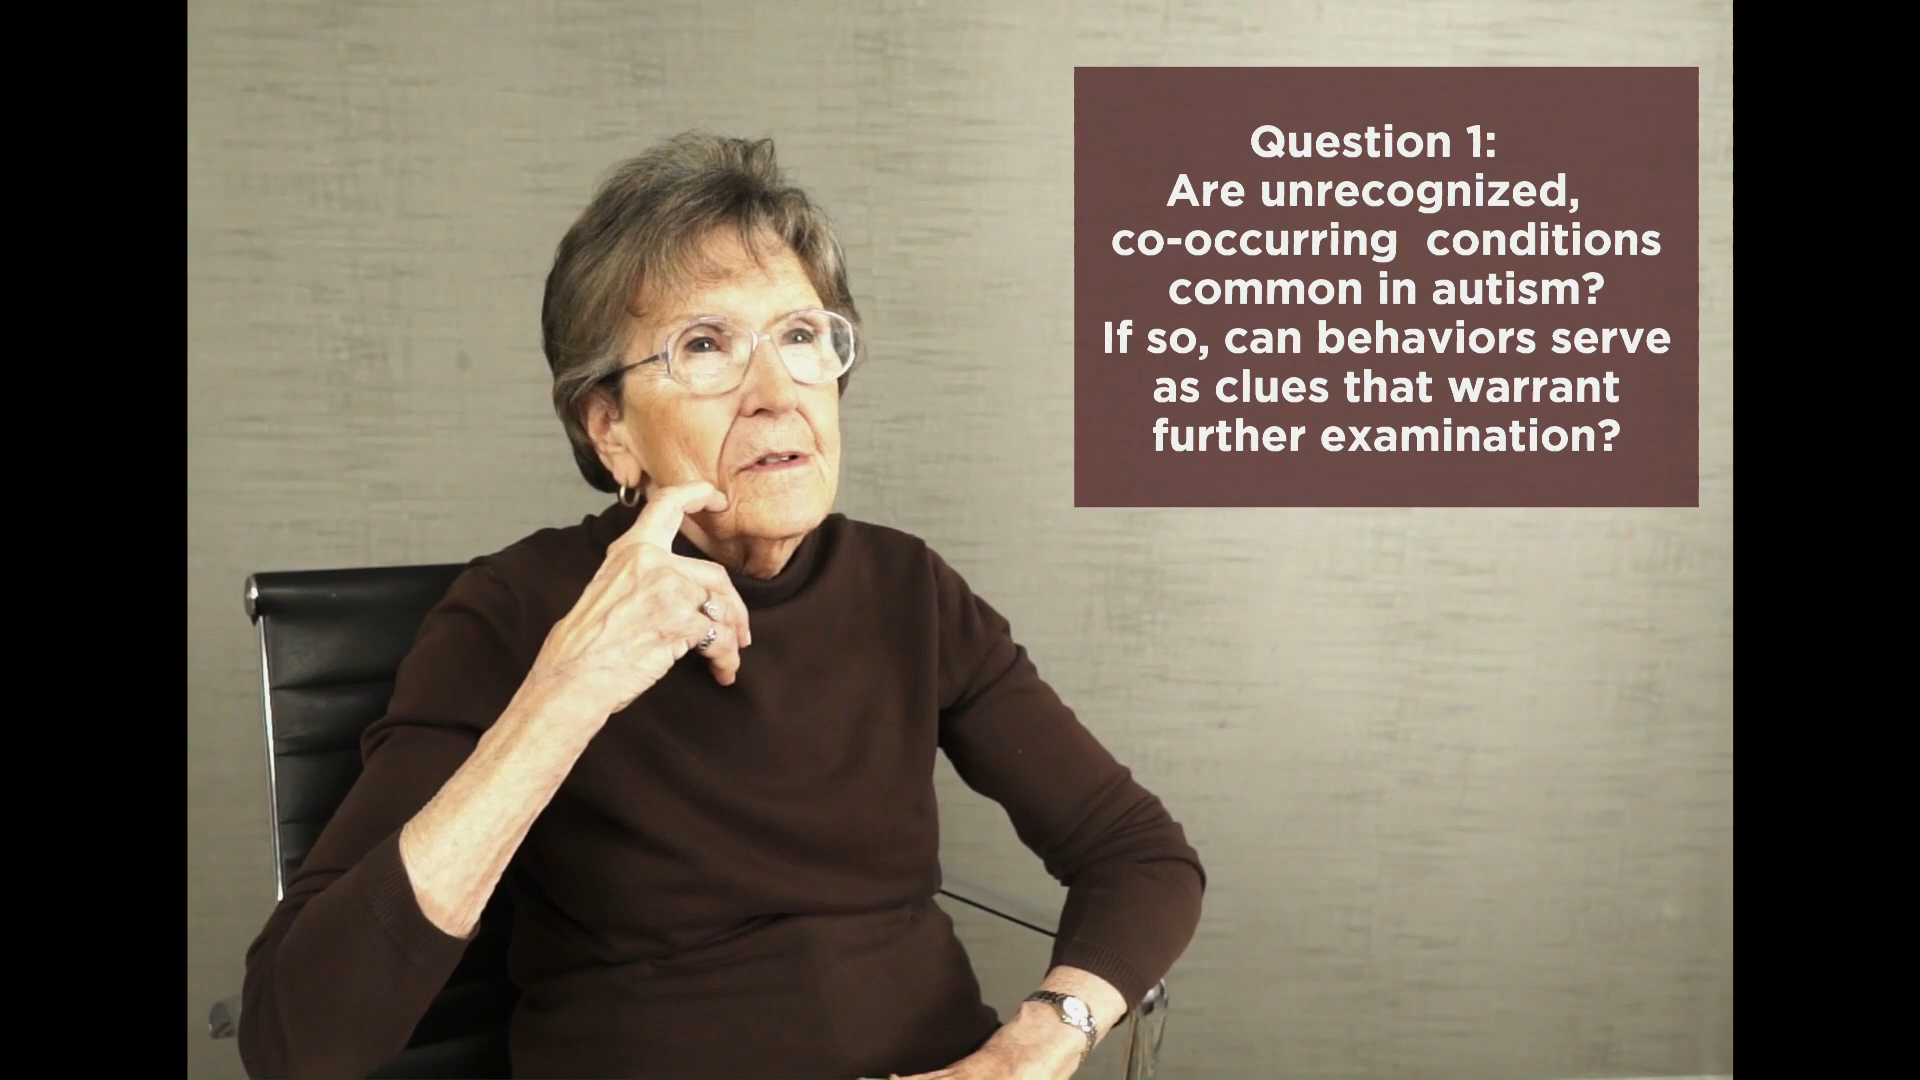 Question 1:
Are unrecognized,
co-occurring conditions
common in autism?
If so, can behaviors serve
as clues that warrant
further examination?